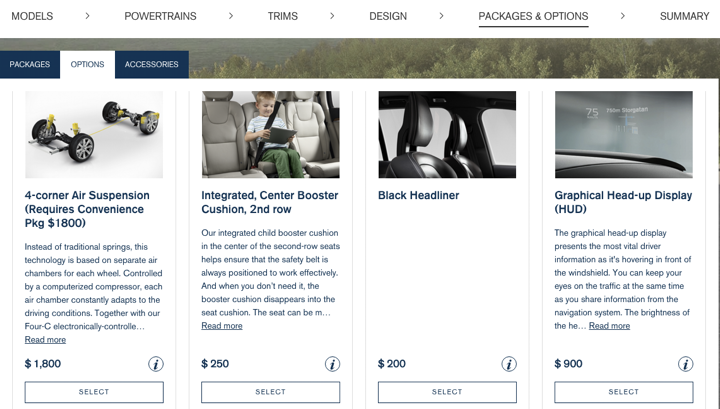 MODELS > POWERTRAINS > TRIMS > DESIGN > PACKAGES & OPTIONS > SUMMARY
PACKAGES OPTIONS ACCESSORIES
75
4-corner Air Suspension
(Requires Convenience
Pkg $1800)
Instead of traditional springs, this
technology is based on separate air
chambers for each wheel. Controlled
by a computerized compressor, each
air chamber constantly adapts to the
driving conditions. Together with our
Four-C electronically-controlle…
Read more
$ 1,800
i
SELECT
Integrated, Center Booster
Cushion, 2nd row
Our integrated child booster cushion
in the center of the second-row seats
helps ensure that the safety belt is
always positioned to work effectively.
And when you don't need it, the
booster cushion disappears into the
seat cushion. The seat can be m…
Read more
$ 250
i
SELECT
Black Headliner
$ 200
i
SELECT
Graphical Head-up Display
(HUD)
The graphical head-up display
presents the most vital driver
information as it's hovering in front of
the windshield. You can keep your
eyes on the traffic at the same time
as you share information from the
navigation system. The brightness of
the he… Read more
$ 900
i
SELECT